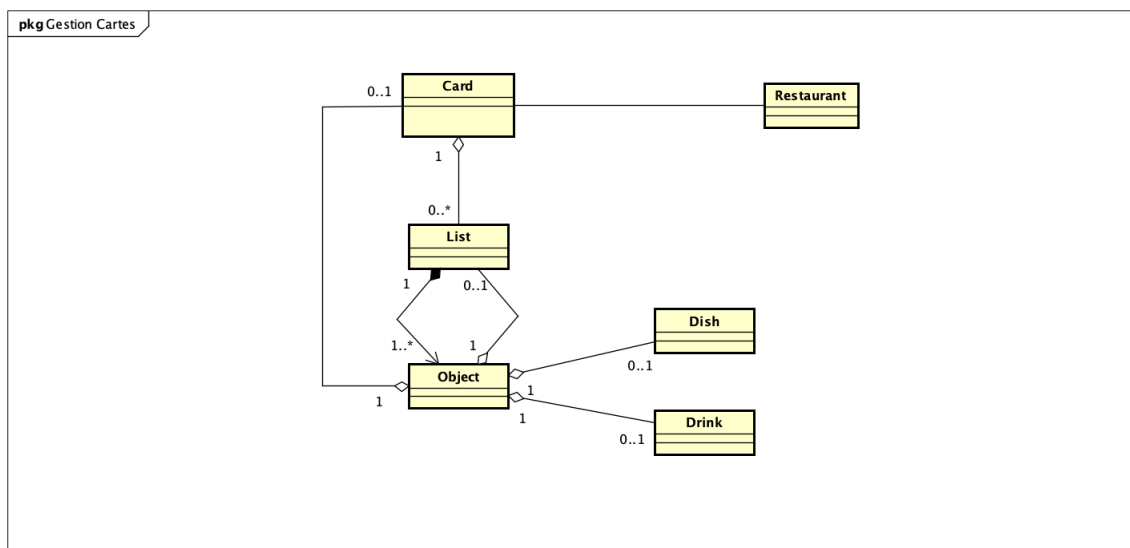 pkg Gestion Cartes
Card
0..1
Restaurant
1
0..*
List
1
0..1
1..*
1
Dish
0..1
Object
1
1
1
Drink
0..1